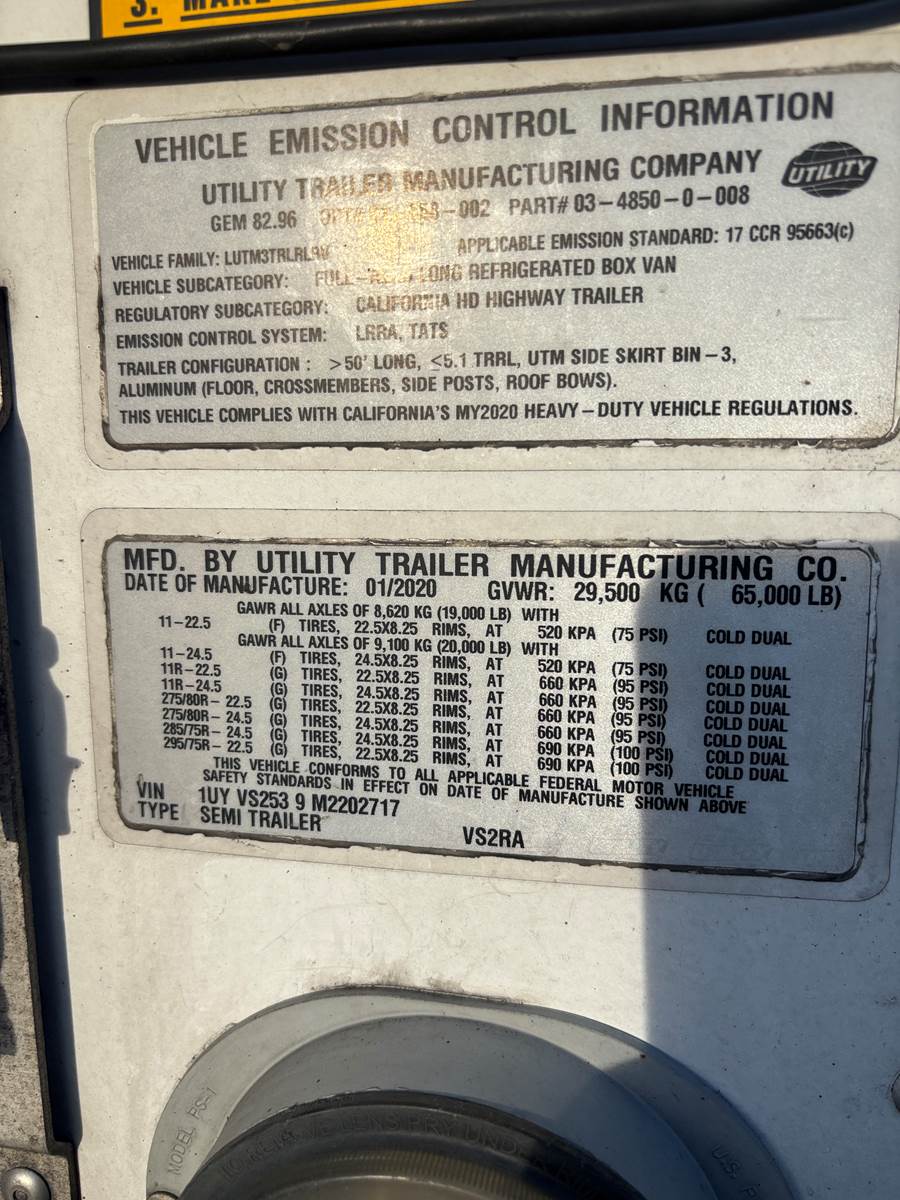 3. MAKE
VEHICLE EMISSION CONTROL INFORMATION
UTILITY TRAILER MANUFACTURING COMPANY
UTILITY
GEM 82.96 -002 PART# 03-4850-0-008
VEHICLE FAMILY: APPLICABLE EMISSION STANDARD: 17 CCR 95663(c)
VEHICLE SUBCATEGORY: LONG REFRIGERATED BOX VAN
REGULATORY SUBCATEGORY: CALIFORNIA HD HIGHWAY TRAILER
EMISSION CONTROL SYSTEM: LRRA, TATS
TRAILER CONFIGURATION : >50' LONG, ≤5.1 TRRL, UTM SIDE SKIRT BIN-3,
ALUMINUM (FLOOR, CROSSMEMBERS, SIDE POSTS, ROOF BOWS).
THIS VEHICLE COMPLIES WITH CALIFORNIA'S MY2020 HEAVY-DUTY VEHICLE REGULATIONS.
MFD. BY UTILITY TRAILER MANUFACTURING CO.
DATE OF MANUFACTURE: 01/2020 GVWR: 29,500 KG ( 65,000 LB)
GAWR ALL AXLES OF 8,620 KG (19,000 LB) WITH
11-22.5 (F) TIRES, 22.5X8.25 RIMS, AT 520 KPA (75 PSI) COLD DUAL
GAWR ALL AXLES OF 9,100 KG (20,000 LB) WITH
11-24.5 (F) TIRES, 24.5X8.25 RIMS, AT 520 KPA (75 PSI) COLD DUAL
11R-22.5 (G) TIRES, 22.5X8.25 RIMS, AT 660 KPA (95 PSI) COLD DUAL
11R-24.5 (G) TIRES, 24.5X8.25 RIMS, AT 660 KPA (95 PSI) COLD DUAL
275/80R-22.5 (G) TIRES, 22.5X8.25 RIMS, AT 660 KPA (95 PSI) COLD DUAL
275/80R-24.5 (G) TIRES, 24.5X8.25 RIMS, AT 660 KPA (95 PSI) COLD DUAL
285/75R-24.5 (G) TIRES, 24.5X8.25 RIMS, AT 690 KPA (100 PSI) COLD DUAL
295/75R-22.5 (G) TIRES, 22.5X8.25 RIMS, AT 690 KPA (100 PSI) COLD DUAL
THIS VEHICLE CONFORMS TO ALL APPLICABLE FEDERAL MOTOR VEHICLE
SAFETY STANDARDS IN EFFECT ON DATE OF MANUFACTURE SHOWN ABOVE
VIN 1UY VS253 9 M2202717
TYPE SEMI TRAILER VS2RA
MODEL
LENS PRY UNDER
U.S.